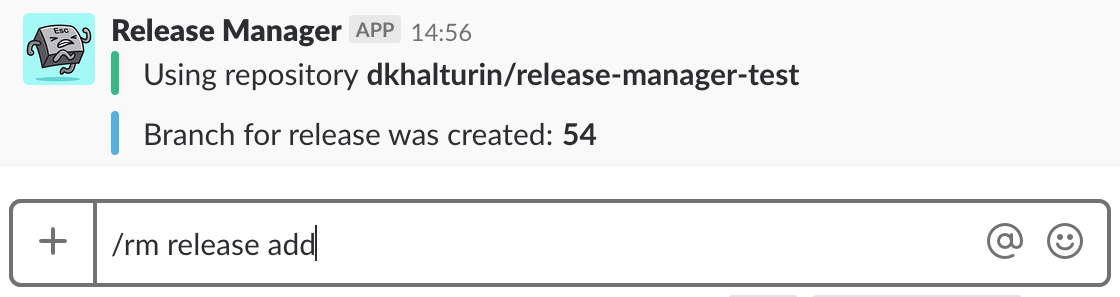 Esc
Release Manager APP 14:56
Using repository dkhalturin/release-manager-test
Branch for release was created: 54
/rm release add